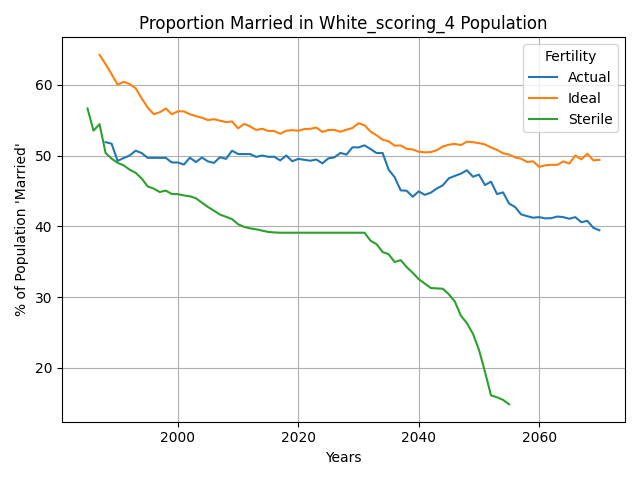 Proportion Married in White_scoring_4 Population
Fertility
Actual
Ideal
Sterile
% of Population 'Married'
60
50
40
30
20
2000
2020
2040
2060
Years